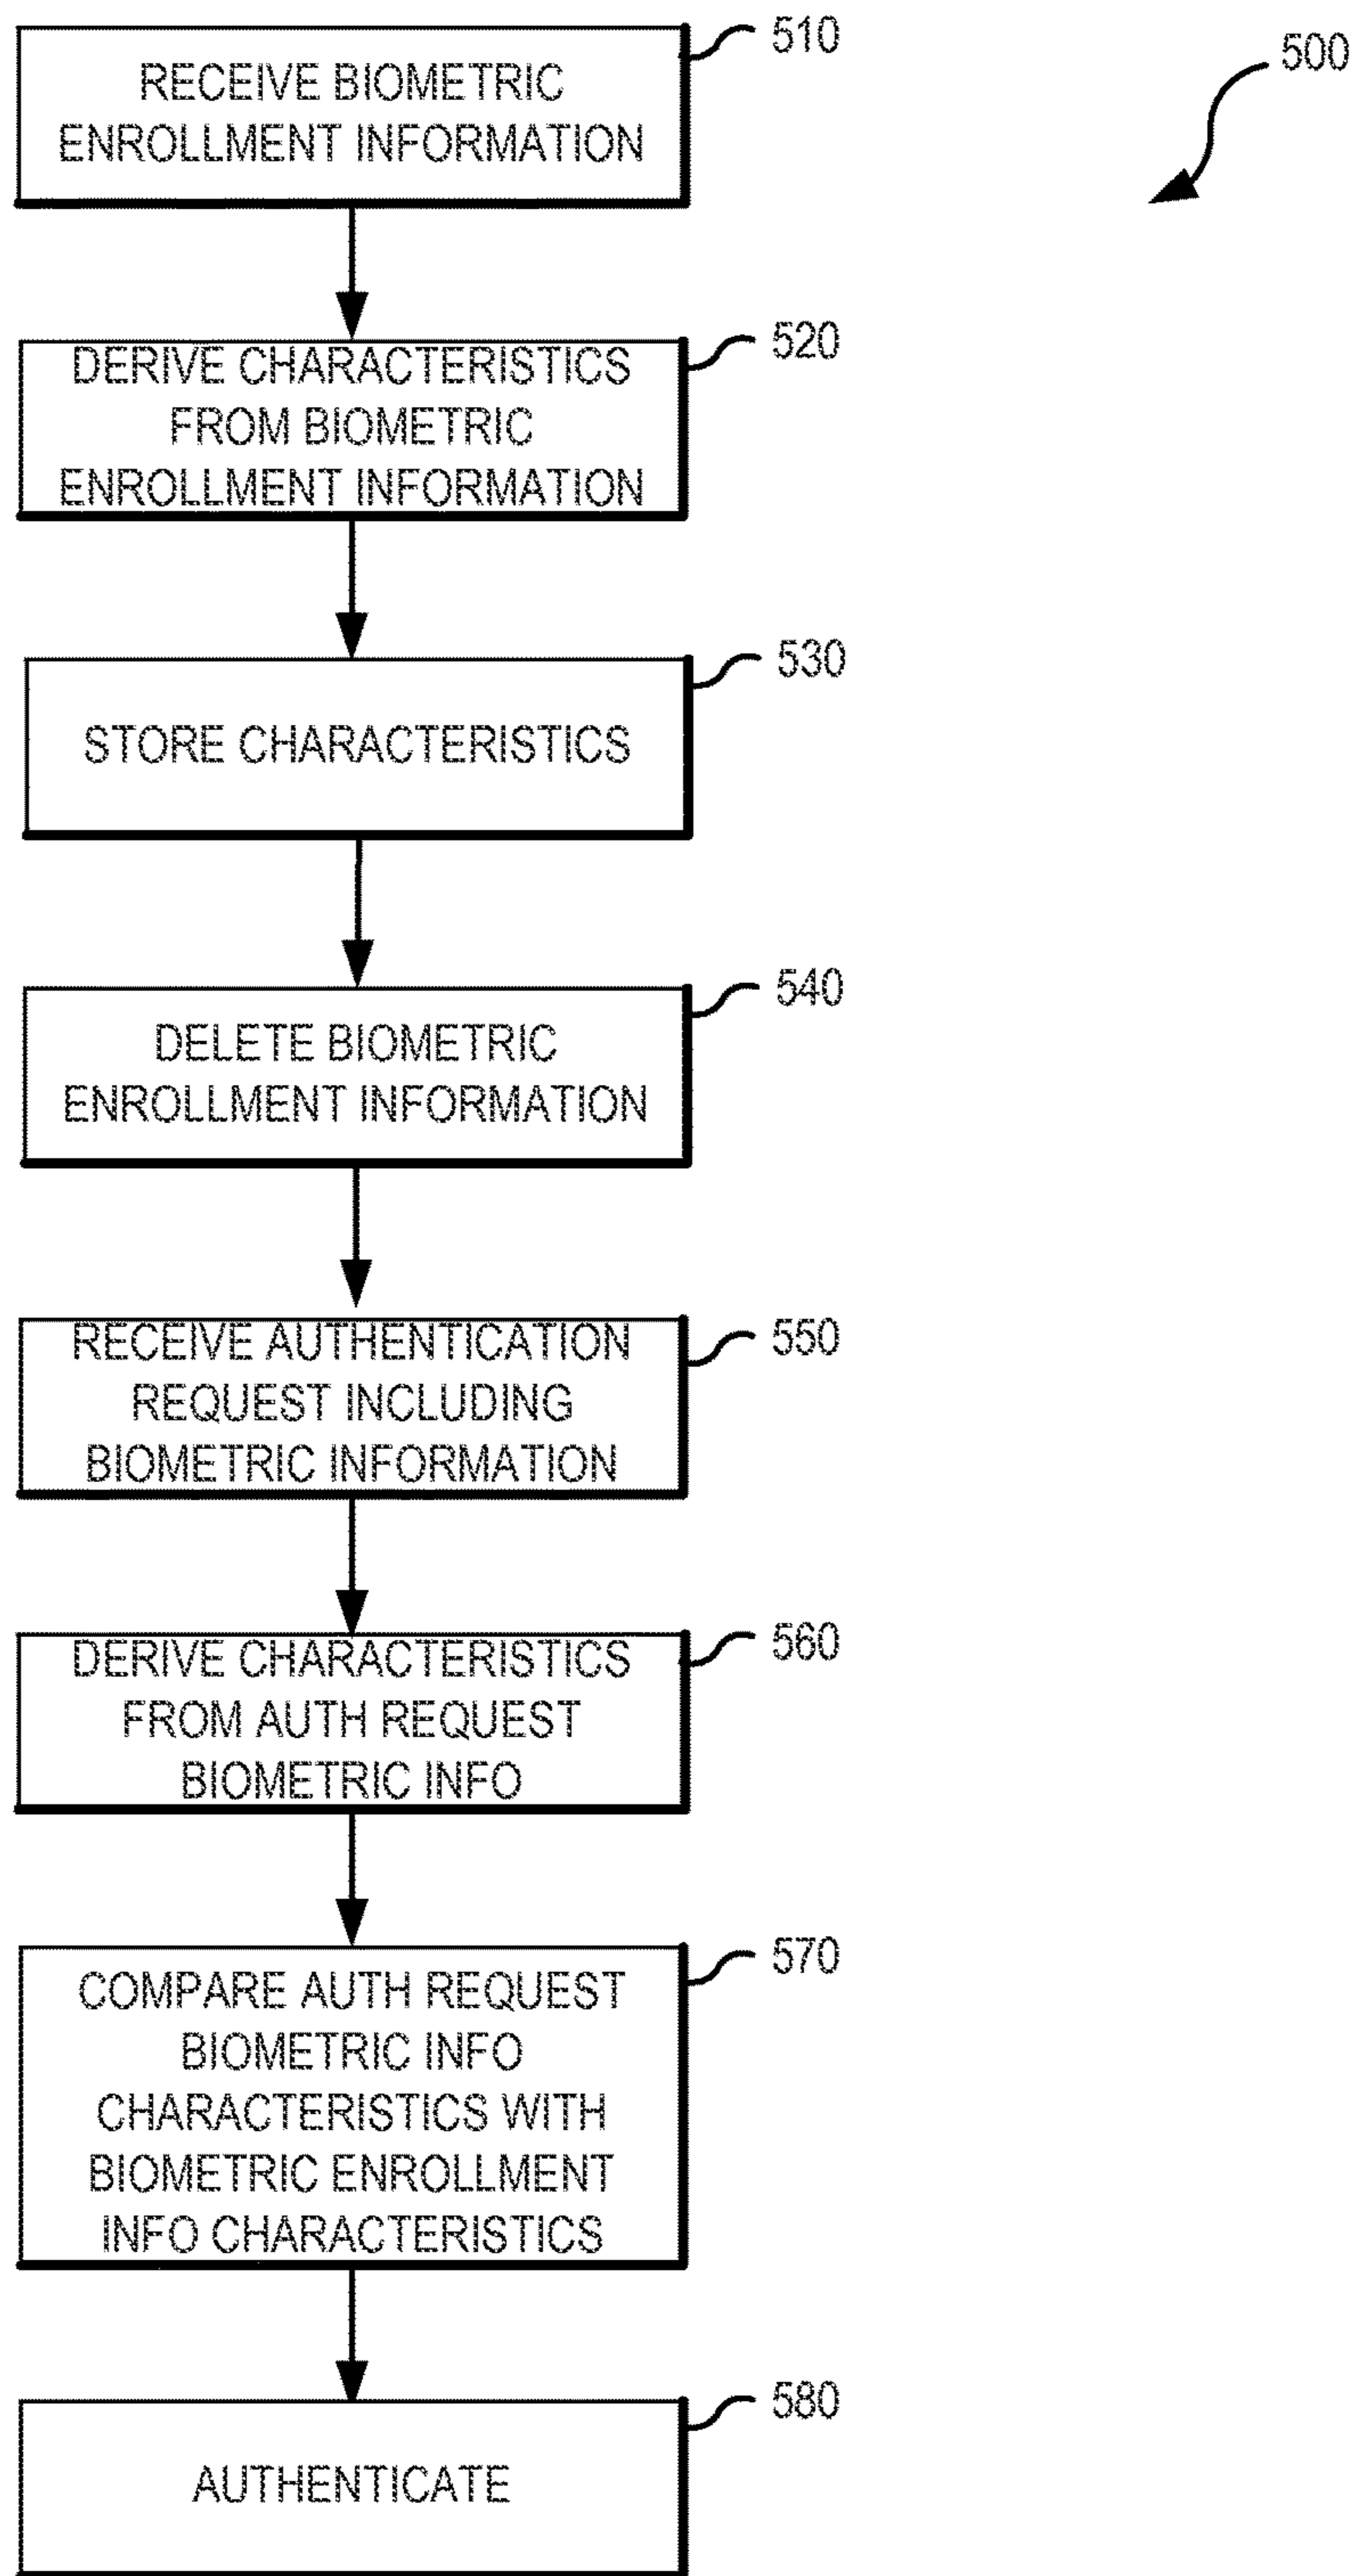 510
500
RECEIVE BIOMETRIC
ENROLLMENT INFORMATION
520
DERIVE CHARACTERISTICS
FROM BIOMETRIC
ENROLLMENT INFORMATION
530
STORE CHARACTERISTICS
540
DELETE BIOMETRIC
ENROLLMENT INFORMATION
550
RECEIVE AUTHENTICATION
REQUEST INCLUDING
BIOMETRIC INFORMATION
560
DERIVE CHARACTERISTICS
FROM AUTH REQUEST
BIOMETRIC INFO
570
COMPARE AUTH REQUEST
BIOMETRIC INFO
CHARACTERISTICS WITH
BIOMETRIC ENROLLMENT
INFO CHARACTERISTICS
580
AUTHENTICATE